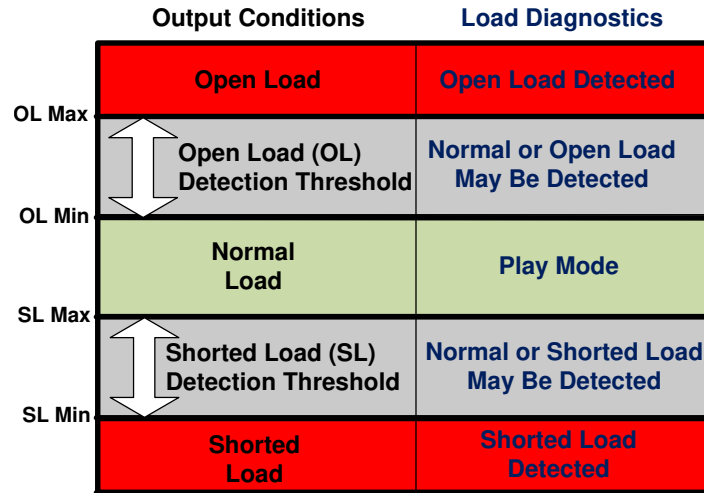 Output Conditions
Load Diagnostics
Open Load
Open Load Detected
OL Max
Open Load (OL)
Detection Threshold
Normal or Open Load
May Be Detected
OL Min
Normal
Load
Play Mode
SL Max
Shorted Load (SL)
Detection Threshold
Normal or Shorted Load
May Be Detected
SL Min
Shorted
Load
Shorted Load
Detected